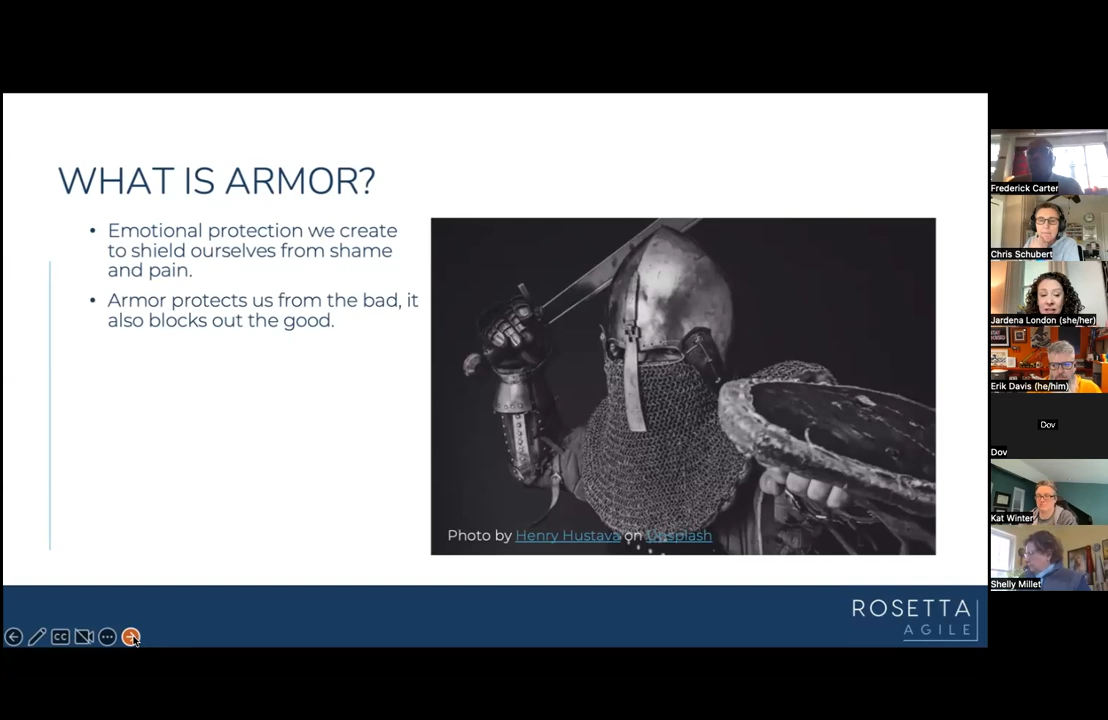 WHAT IS ARMOR?
• Emotional protection we create
to shield ourselves from shame
and pain.
• Armor protects us from the bad, it
also blocks out the good.
Photo by Henry Hustava on Unsplash
ROSETTA
AGILE
CC
Frederick Carter
Chris Schubert
Jardena London (she/her)
Erik Davis (he/him)
Dov
Dov
Kat Winter
Shelly Millet